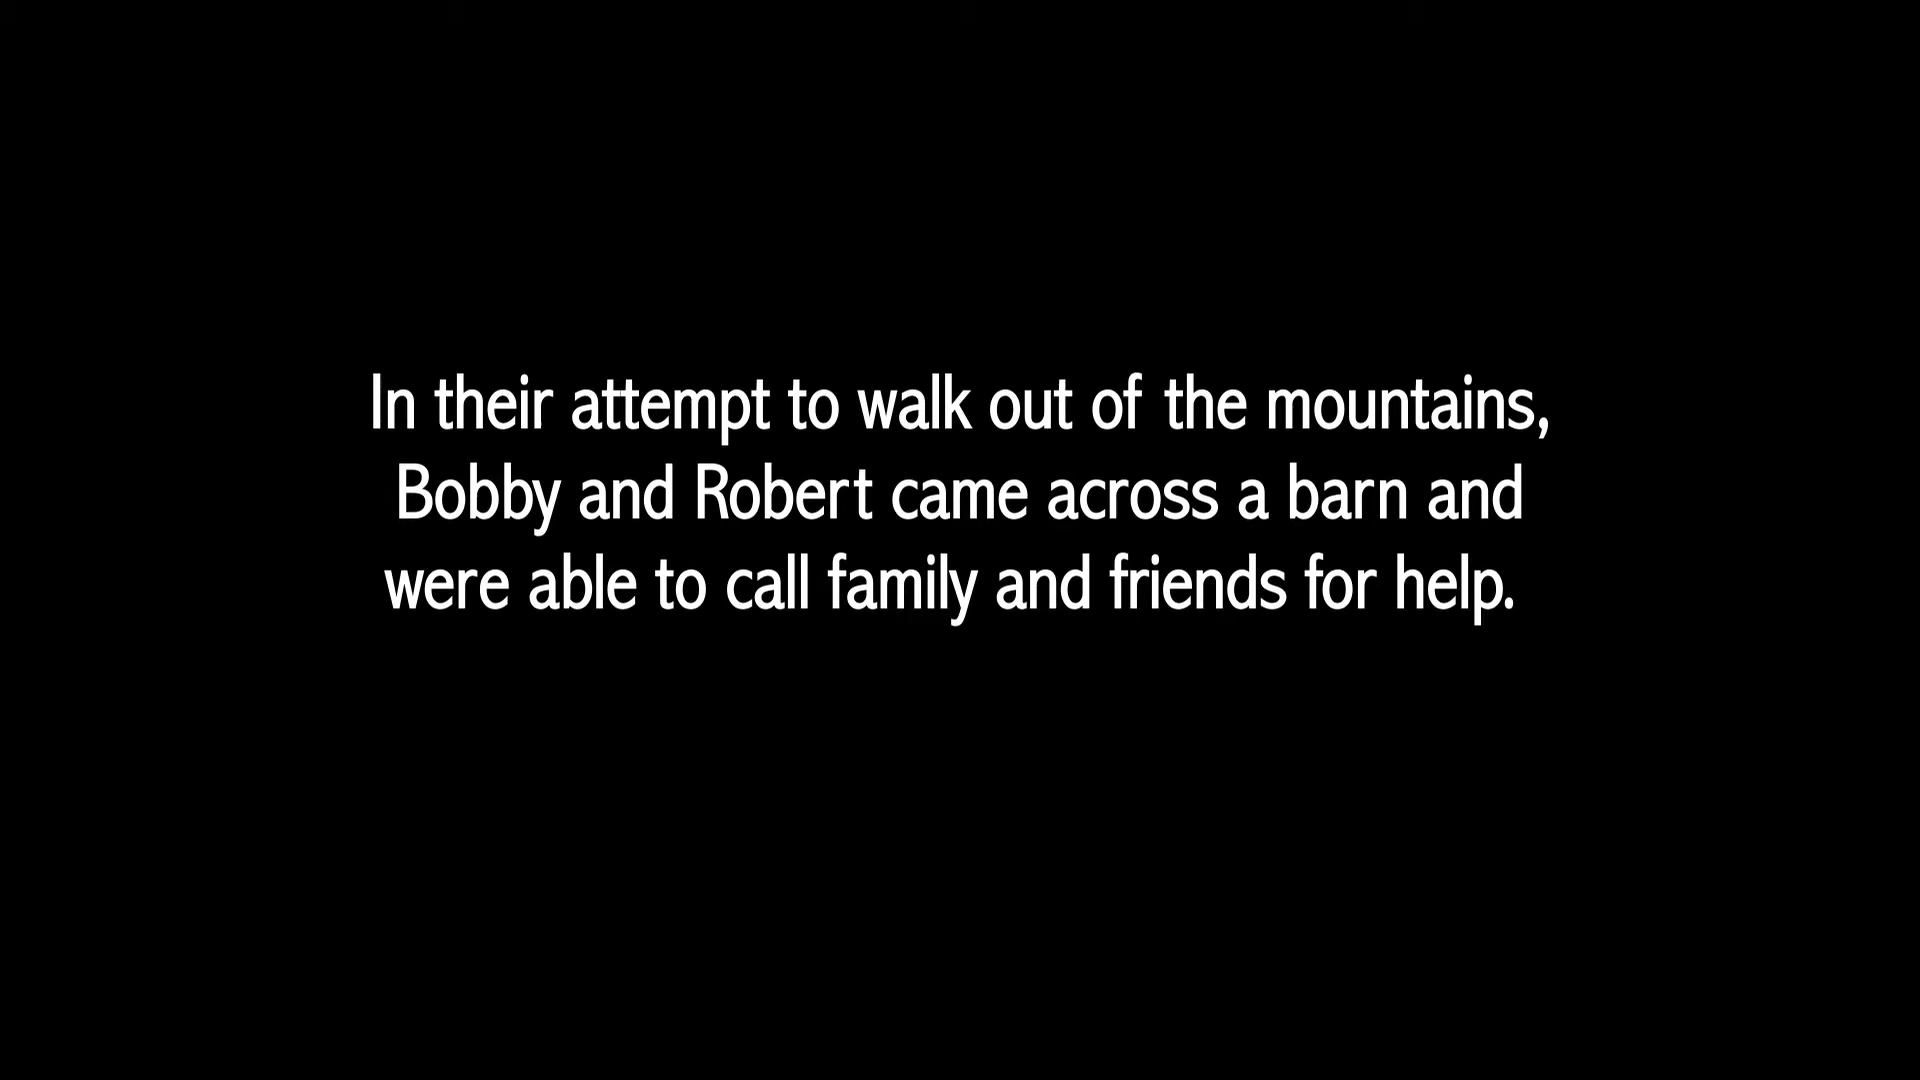 In their attempt to walk out of the mountains,
Bobby and Robert came across a barn and
were able to call family and friends for help.